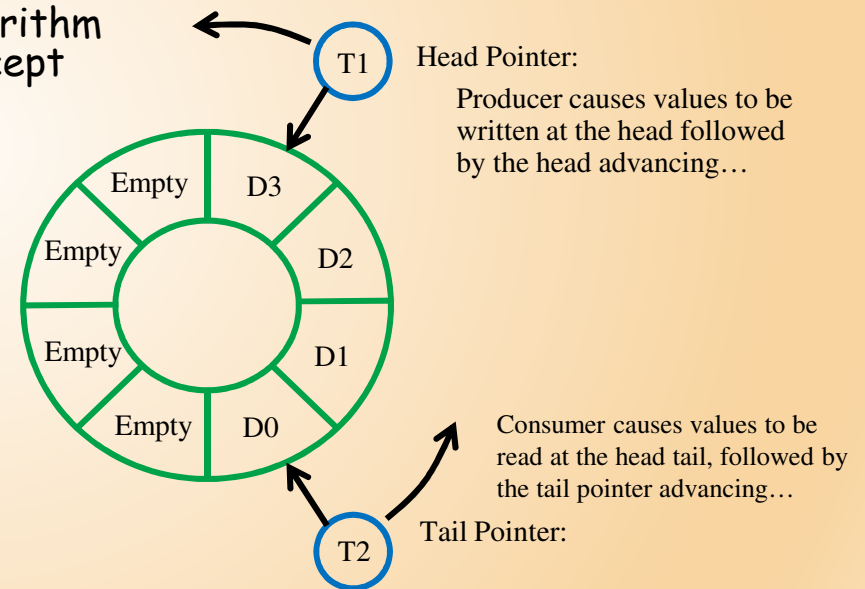 rithm
cept
T1
Head Pointer:
Producer causes values to be
written at the head followed
by the head advancing…
Empty
D3
Empty
D2
Empty
D1
Empty
D0
Consumer causes values to be
read at the head tail, followed by
the tail pointer advancing…
T2
Tail Pointer: